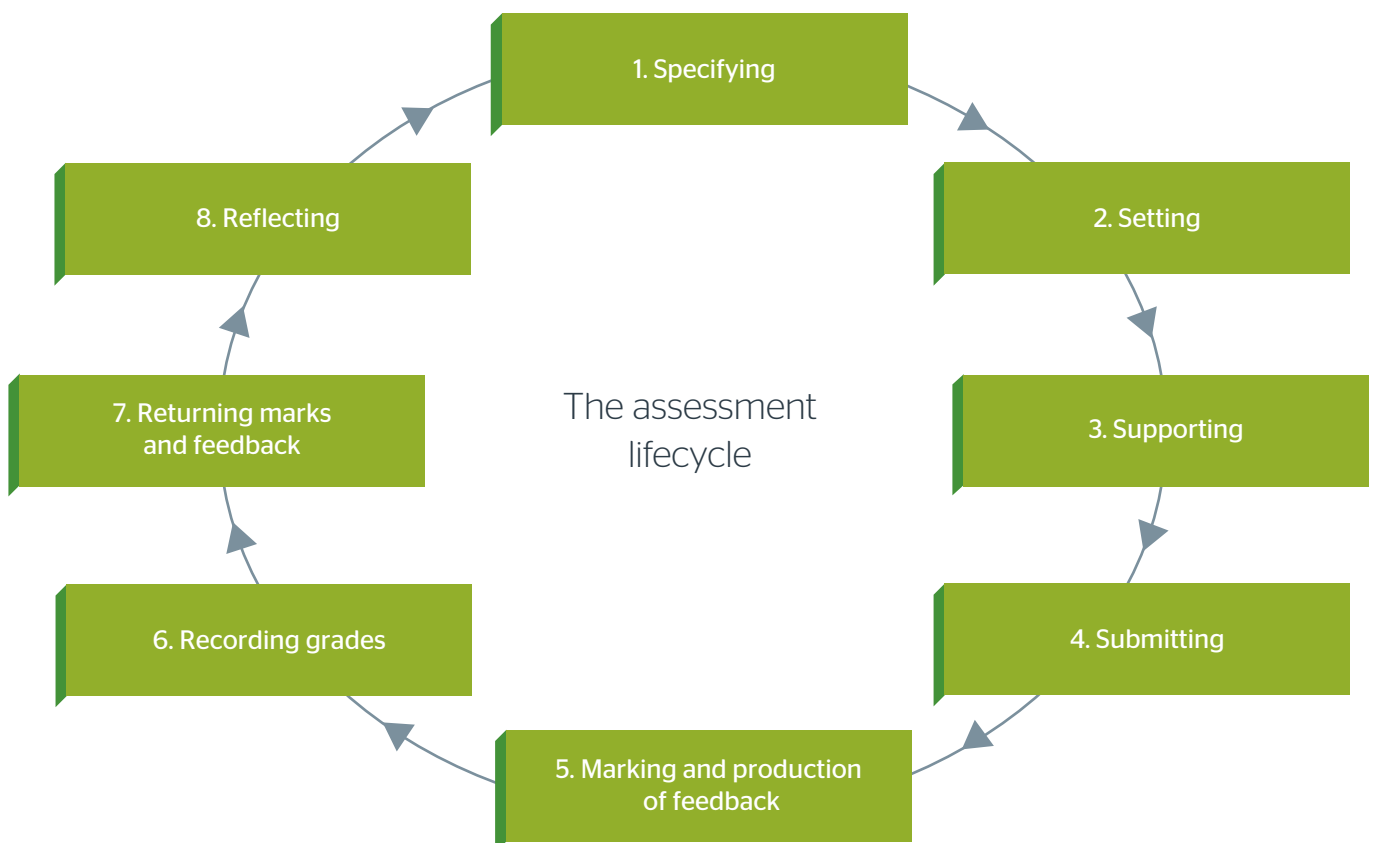 1. Specifying
2. Setting
3. Supporting
4. Submitting
5. Marking and production
of feedback
6. Recording grades
7. Returning marks
and feedback
8. Reflecting
The assessment
lifecycle